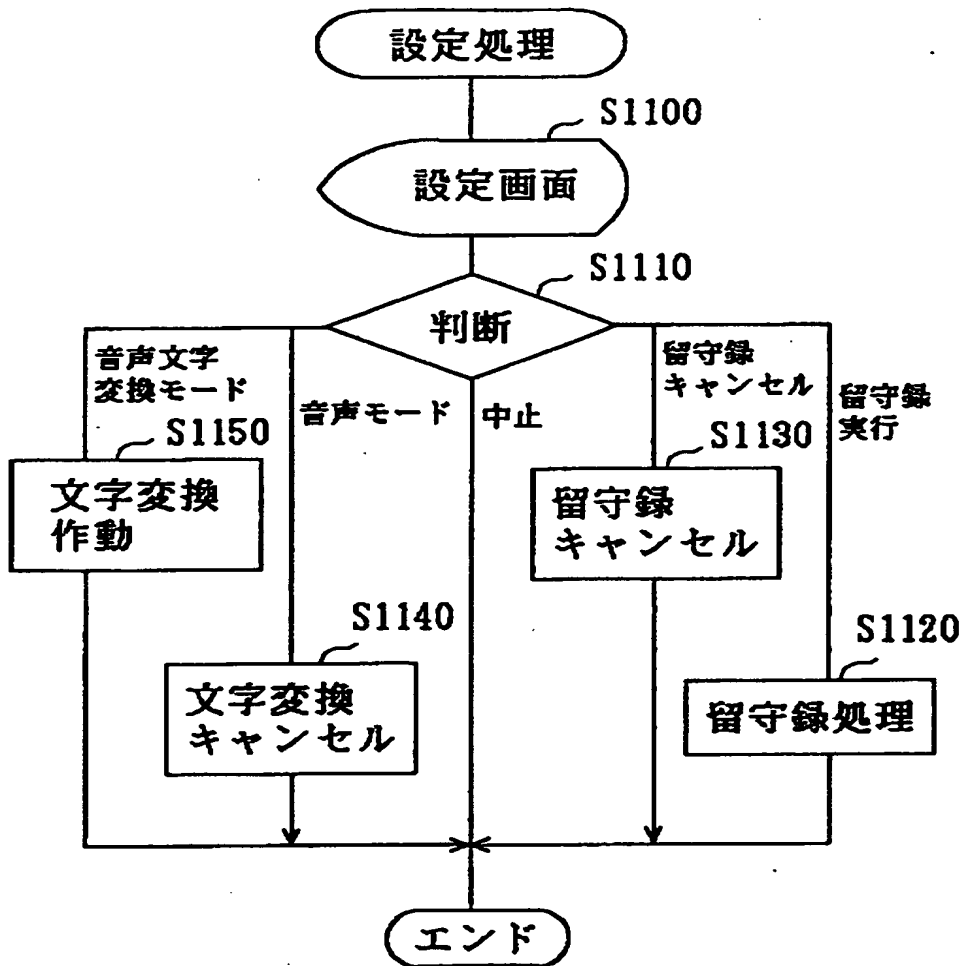 設定処理
S1100
設定画面
S1110
判断
音声文字
変換モード
音声モード
中止
留守録
キャンセル
留守録
実行
S1150
文字変換
作動
S1130
留守録
キャンセル
S1140
文字変換
キャンセル
S1120
留守録処理
エンド